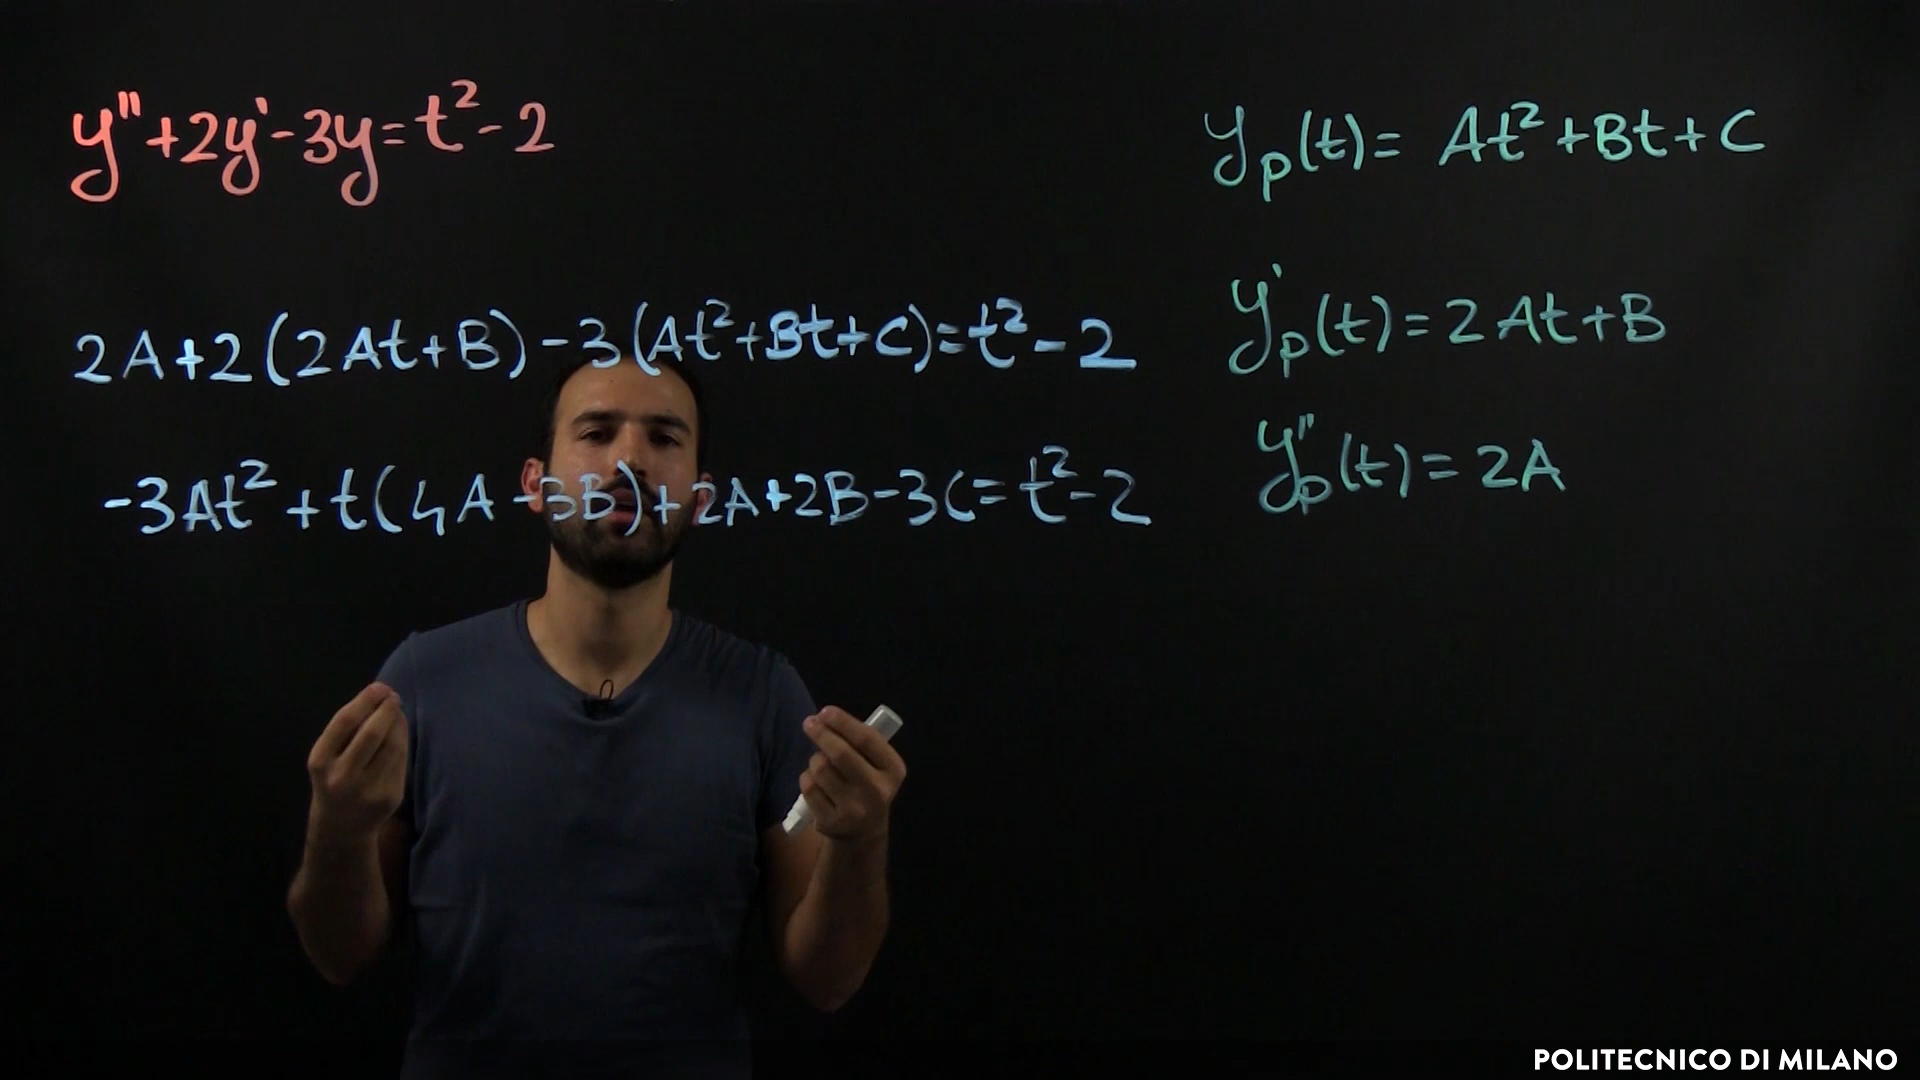 y''+2y'-3y=t²-2
2A+2(2At+B)-3(At²+Bt+C)=t²-2
-3At²+t(4A-3B)+2A+2B-3C=t²-2
yₚ(t)= At²+Bt+C
y'ₚ(t)=2At+B
y''ₚ(t)=2A
POLITECNICO DI MILANO